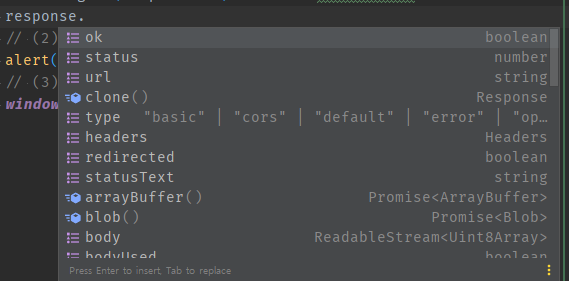 response.
// (2)
ok boolean
status number
alert(
url string
// (3)
clone() Response
window
type "basic" | "cors" | "default" | "error" | "op…
headers Headers
redirected boolean
statusText string
arrayBuffer() Promise<ArrayBuffer>
blob() Promise<Blob>
body ReadableStream<Uint8Array>
bodyUsed boolean
Press Enter to insert, Tab to replace